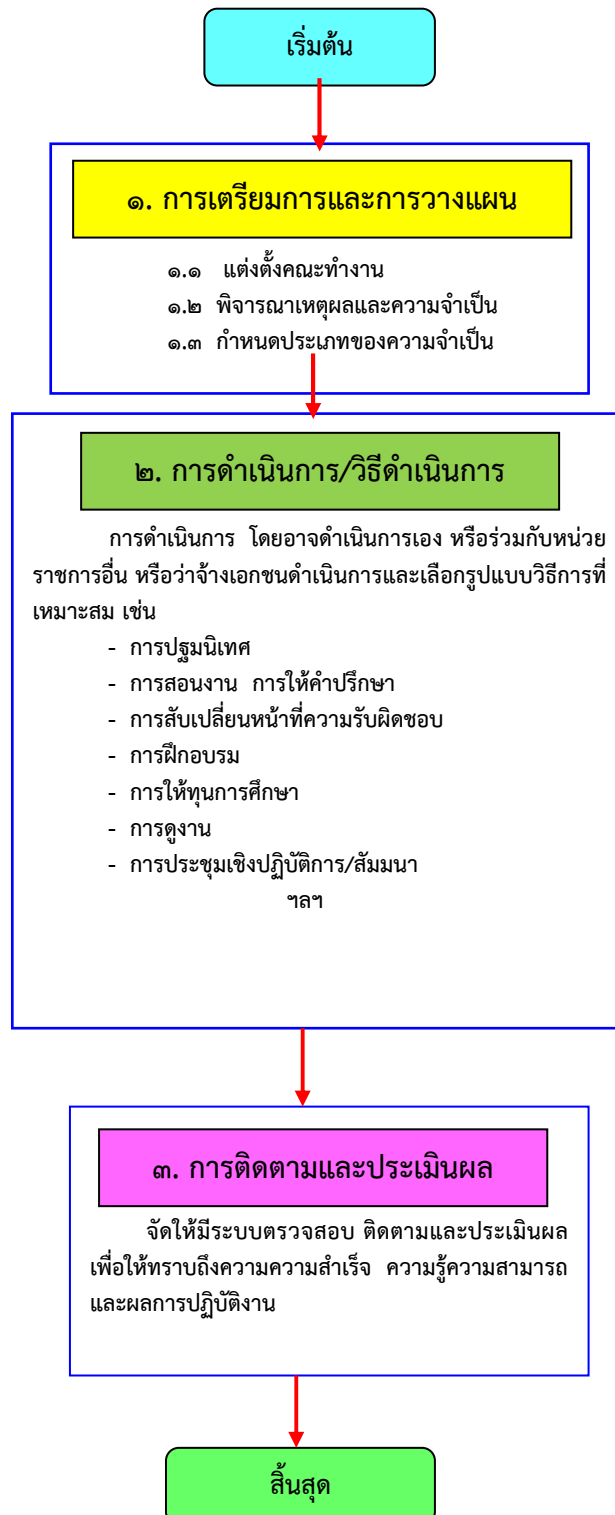 เริ่มต้น
๑. การเตรียมการและการวางแผน
๑.๑ แต่งตั้งคณะทำงาน
๑.๒ พิจารณาเหตุผลและความจำเป็น
๑.๓ กำหนดประเภทของความจำเป็น
๒. การดำเนินการ/วิธีดำเนินการ
การดำเนินการ โดยอาจดำเนินการเอง หรือร่วมกับหน่วย
ราชการอื่น หรือว่าจ้างเอกชนดำเนินการและเลือกรูปแบบวิธีการที่
เหมาะสม เช่น
- การปฐมนิเทศ
- การสอนงาน การให้คำปรึกษา
- การสับเปลี่ยนหน้าที่ความรับผิดชอบ
- การฝึกอบรม
- การให้ทุนการศึกษา
- การดูงาน
- การประชุมเชิงปฏิบัติการ/สัมมนา
ฯลฯ
๓. การติดตามและประเมินผล
จัดให้มีระบบตรวจสอบ ติดตามและประเมินผล
เพื่อให้ทราบถึงความความสำเร็จ ความรู้ความสามารถ
และผลการปฏิบัติงาน
สิ้นสุด